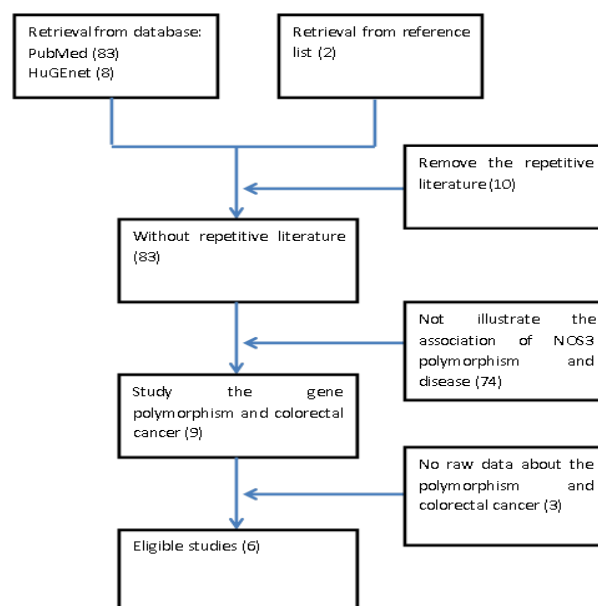 Retrieval from database:
PubMed (83)
HuGEnet (8)
Retrieval from reference
list (2)
Remove the repetitive
literature (10)
Without repetitive literature
(83)
Not illustrate the
association of NOS3
polymorphism and
disease (74)
Study the gene
polymorphism and colorectal
cancer (9)
No raw data about the
polymorphism and
colorectal cancer (3)
Eligible studies (6)